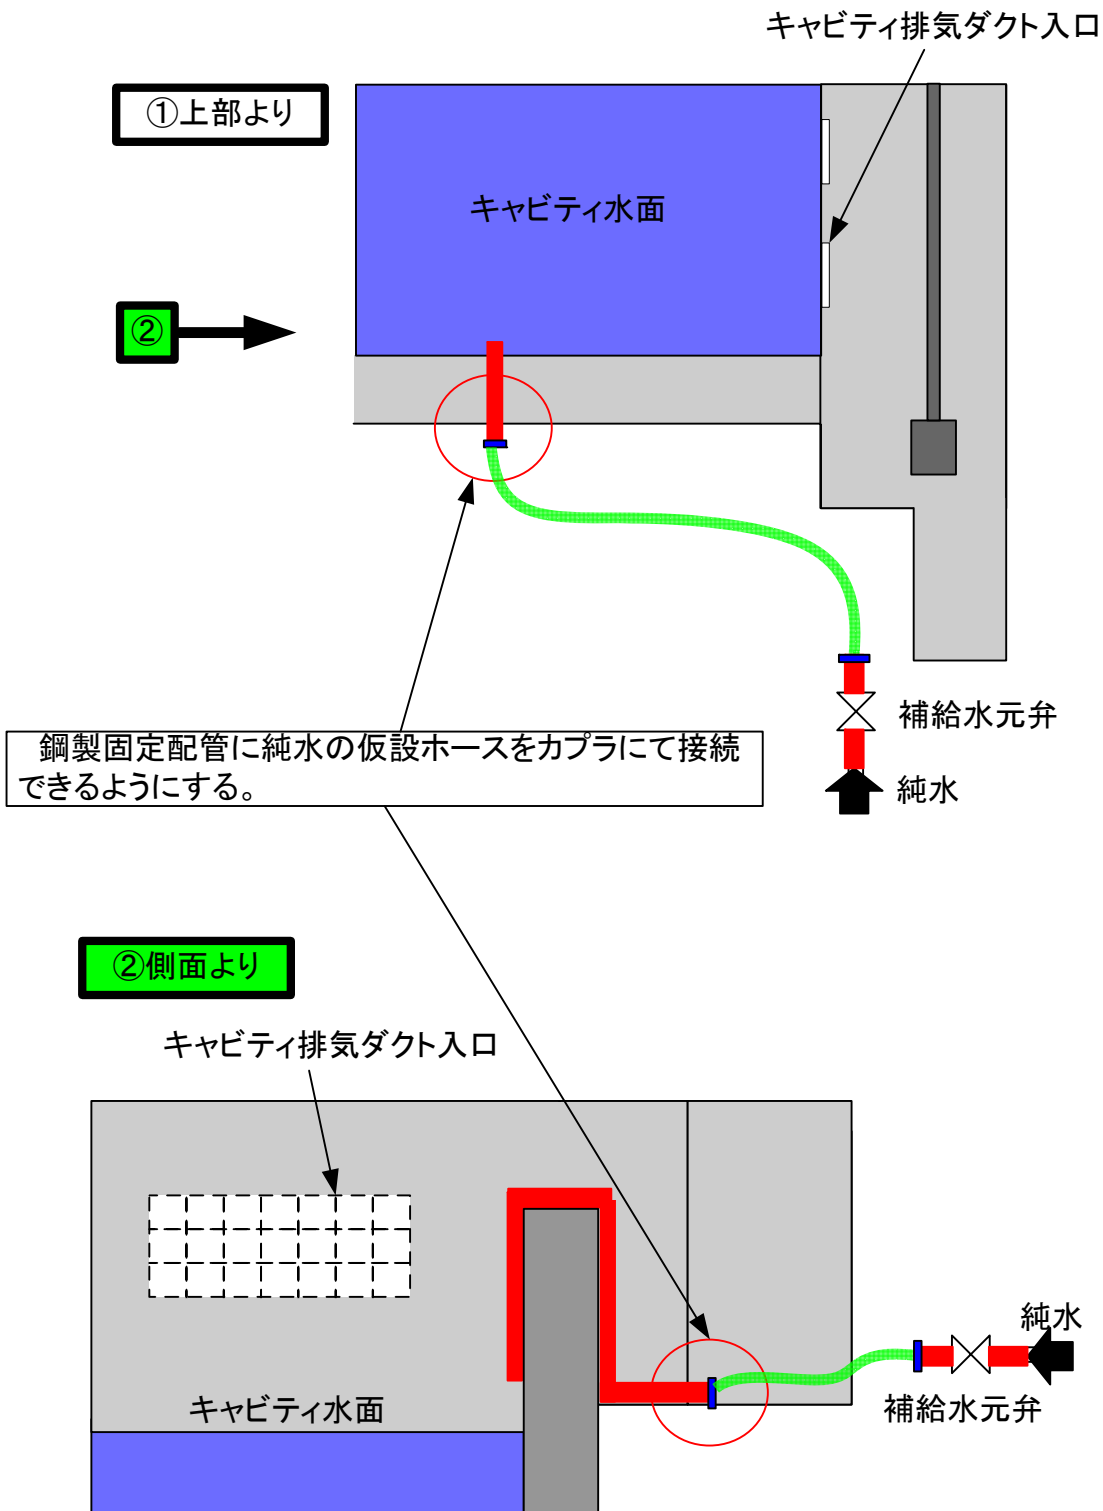 キャビティ排気ダクト入口
①上部より
キャビティ水面
②
補給水元弁
鋼製固定配管に純水の仮設ホースをカプラにて接続
できるようにする。
純水
②側面より
キャビティ排気ダクト入口
純水
キャビティ水面
補給水元弁